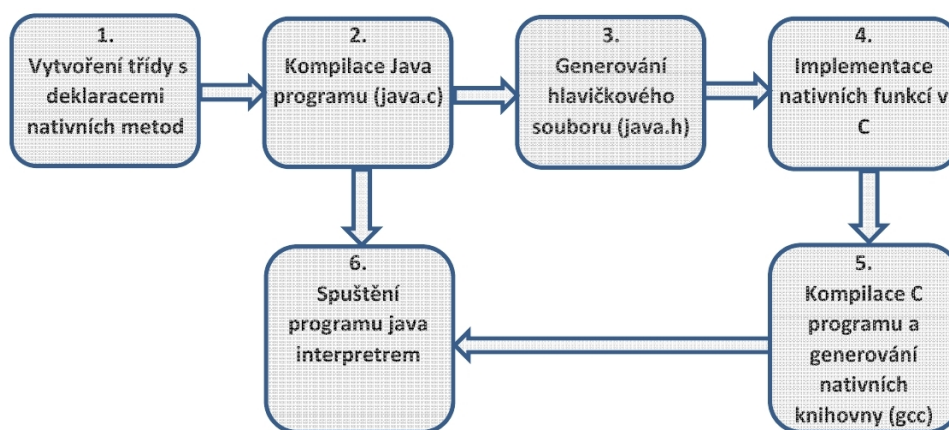 1.
Vytvoření třídy s
deklaracemi
nativních metod
2.
Kompilace Java
programu (java.c)
3.
Generování
hlavičkového
souboru (java.h)
4.
Implementace
nativních funkcí v
C
5.
Kompilace C
programu a
generování
nativních
knihovny (gcc)
6.
Spuštění
programu java
interpretrem